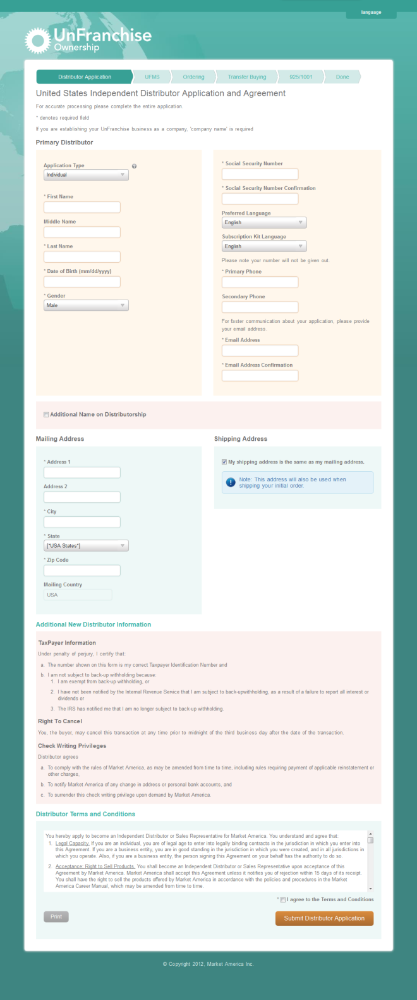 language
UnFranchise
Ownership
Distributor Application
UFMS
Ordering
Transfer Buying
925/1001
Done
United States Independent Distributor Application and Agreement
For accurate processing please complete the entire application.
* denotes required field
If you are establishing your UnFranchise business as a company, 'company name' is required
Primary Distributor
Application Type
Individual
* First Name
Middle Name
* Last Name
* Date of Birth (mm/dd/yyyy)
* Gender
Male
* Social Security Number
* Social Security Number Confirmation
Preferred Language
English
Subscription Kit Language
English
Please note your number will not be given out.
* Primary Phone
Secondary Phone
For faster communication about your application, please provide
your email address.
* Email Address
* Email Address Confirmation
Additional Name on Distributorship
Mailing Address
* Address 1
Address 2
* City
* State
["USA States"]
* Zip Code
Mailing Country
USA
Shipping Address
My shipping address is the same as my mailing address.
Note: This address will also be used when
shipping your initial order.
Additional New Distributor Information
TaxPayer Information
Under penalty of perjury, I certify that:
a. The number shown on this form is my correct Taxpayer Identification Number and
b. I am not subject to back-up withholding because:
1. I am exempt from back-up withholding, or
2. I have not been notified by the Internal Revenue Service that I am subject to back-upwithholding, as a result of a failure to report all interest or
dividends or
3. The IRS has notified me that I am no longer subject to back-up withholding.
Right To Cancel
You, the buyer, may cancel this transaction at any time prior to midnight of the third business day after the date of the transaction.
Check Writing Privileges
Distributor agrees
a. To comply with the rules of Market America, as may be amended from time to time, including rules requiring payment of applicable reinstatement or
other charges,
b. To notify Market America of any change in address or personal bank accounts, and
c. To surrender this check writing privilege upon demand by Market America.
Distributor Terms and Conditions
You hereby apply to become an Independent Distributor or Sales Representative for Market America. You understand and agree that:
1. Legal Capacity. If you are an individual, you are of legal age to enter into legally binding contracts in the jurisdiction in which you enter into
this Agreement. If you are a business entity, you are in good standing in the jurisdiction in which you were created, and in all jurisdictions in
which you operate. Also, if you are a business entity, the person signing this Agreement on your behalf has the authority to do so.
2. Acceptance; Right to Sell Products. You shall become an Independent Distributor or Sales Representative upon acceptance of this
Agreement by Market America. Market America shall accept this Agreement unless it notifies you of rejection within 15 days of its receipt.
You shall have the right to sell the products offered by Market America in accordance with the policies and procedures in the Market
America Career Manual, which may be amended from time to time.
* I agree to the Terms and Conditions
Print
Submit Distributor Application
© Copyright 2012, Market America Inc.